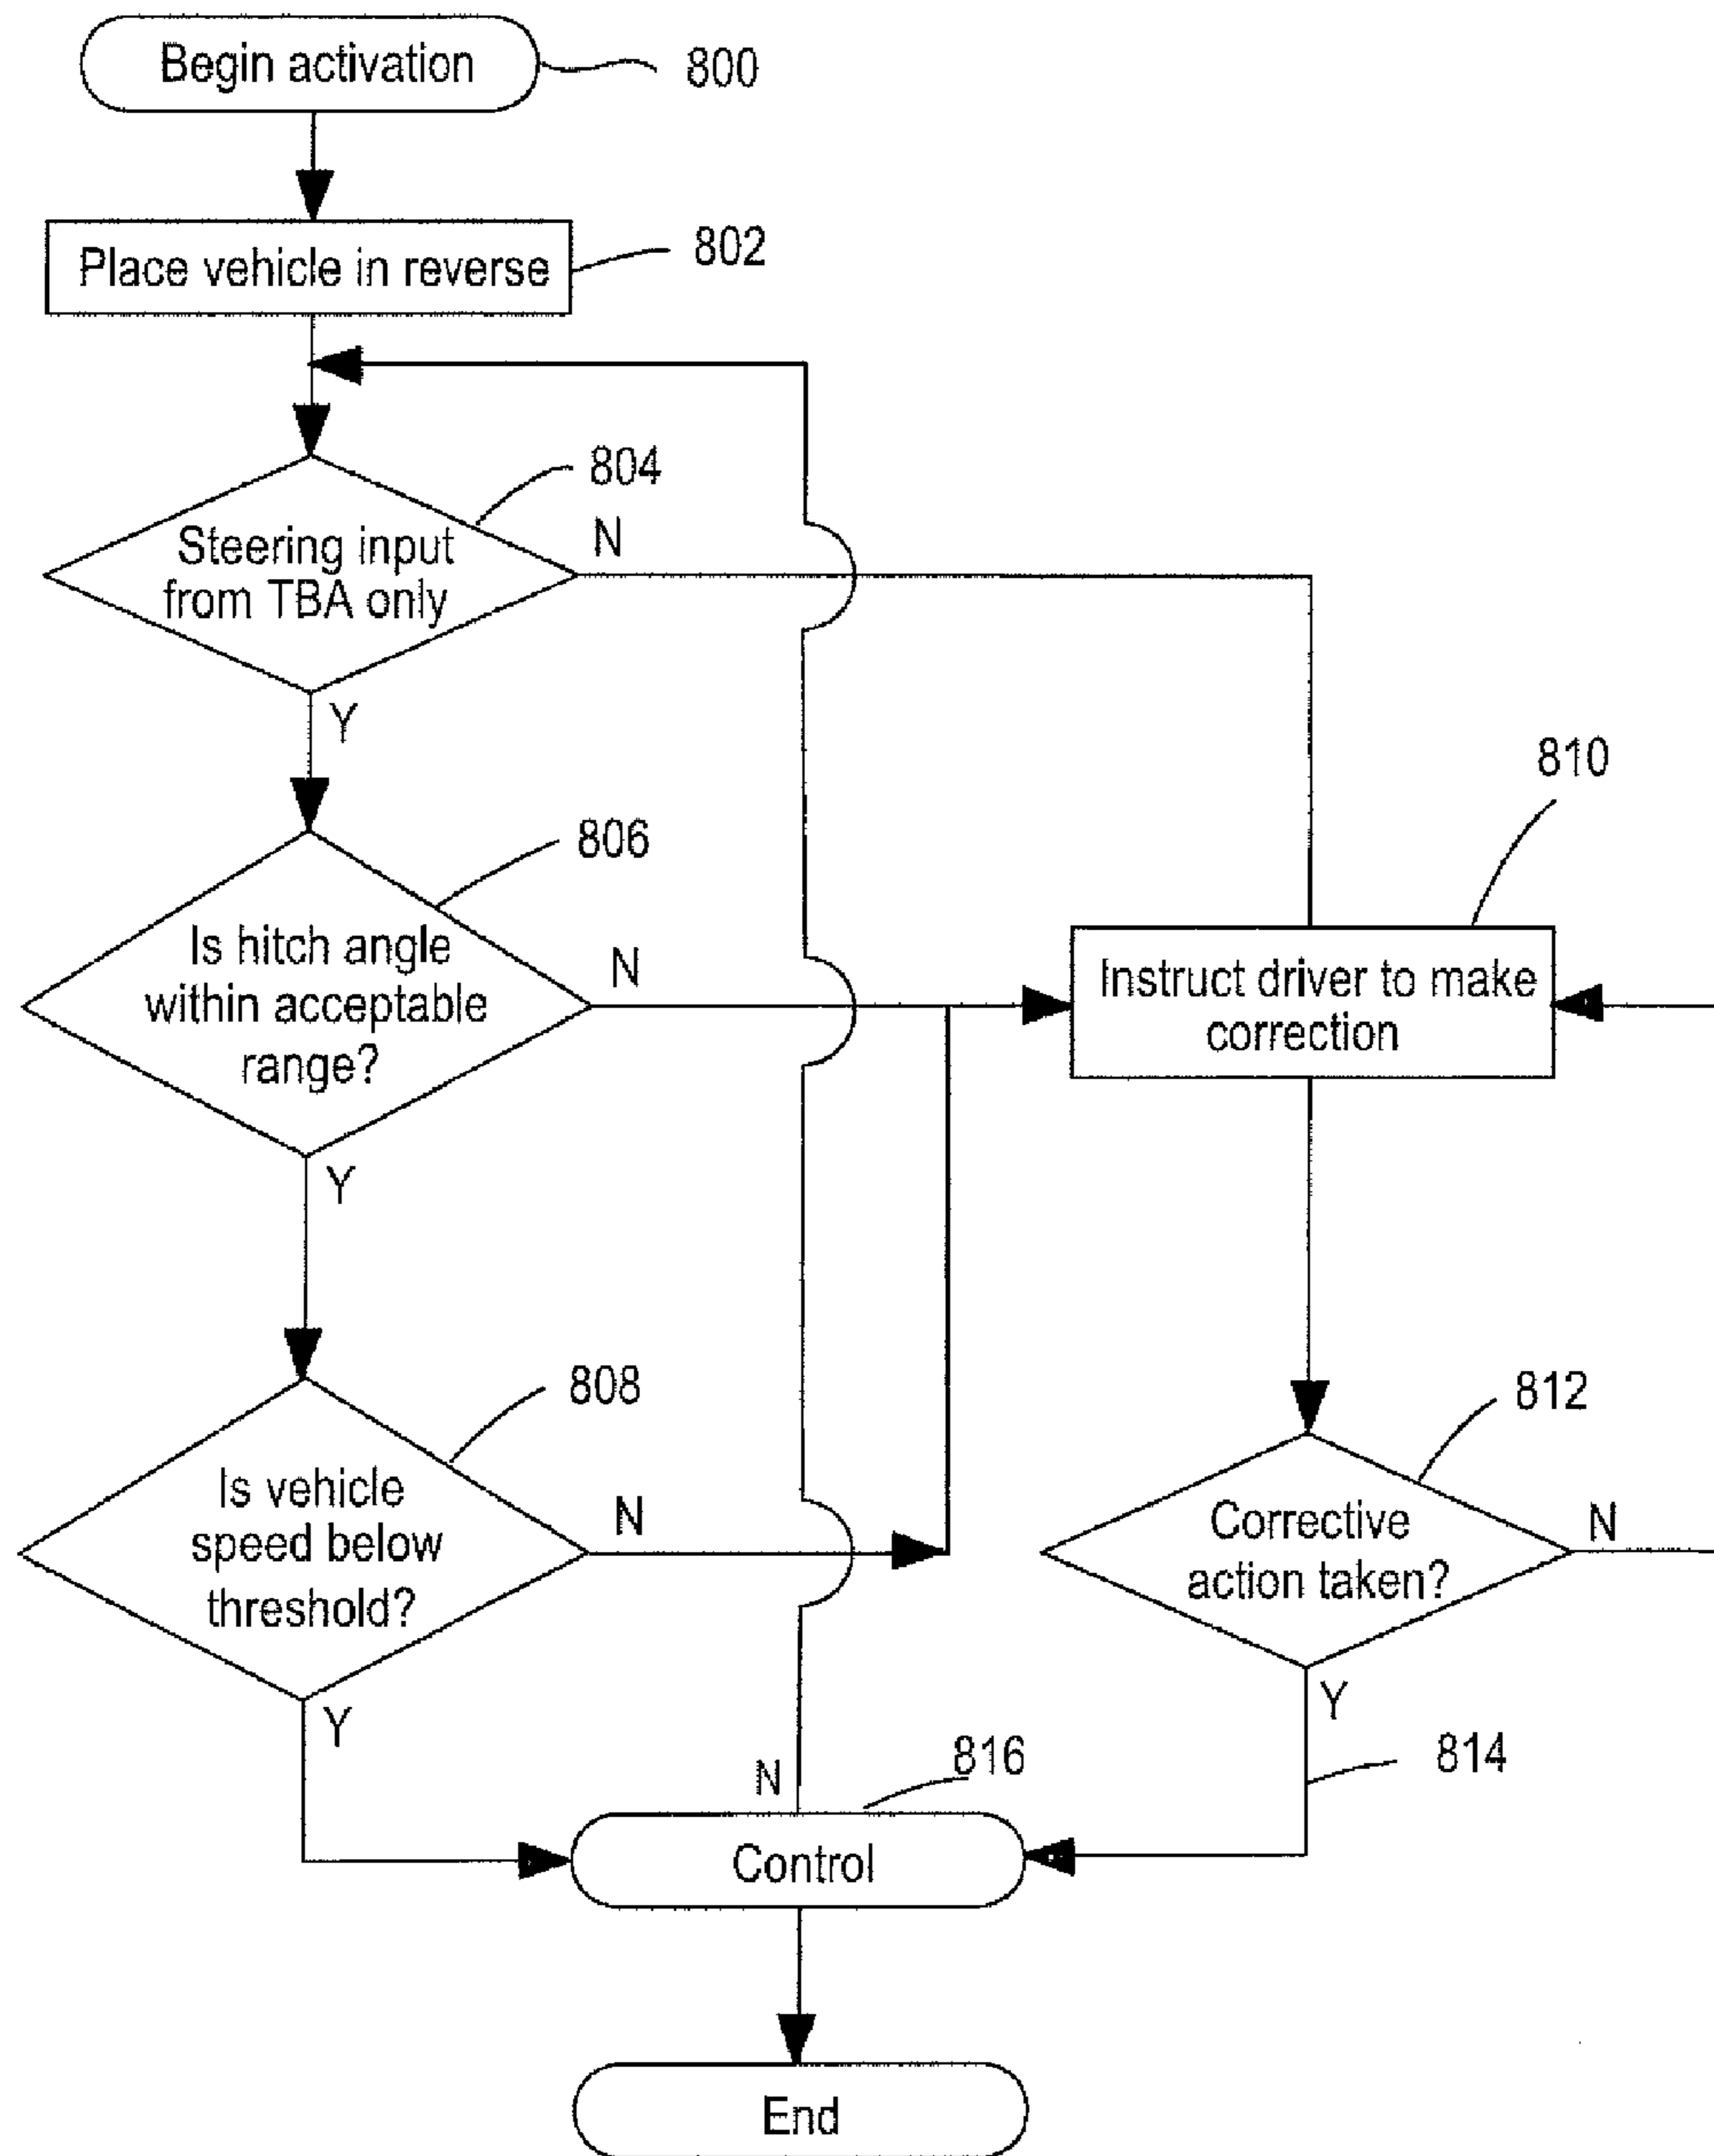 Begin activation
800
Place vehicle in reverse
802
804
Steering input
from TBA only
N
Y
806
Is hitch angle
within acceptable
range?
N
Y
810
Instruct driver to make
correction
808
Is vehicle
speed below
threshold?
N
Y
812
Corrective
action taken?
N
Y
814
N
816
Control
End